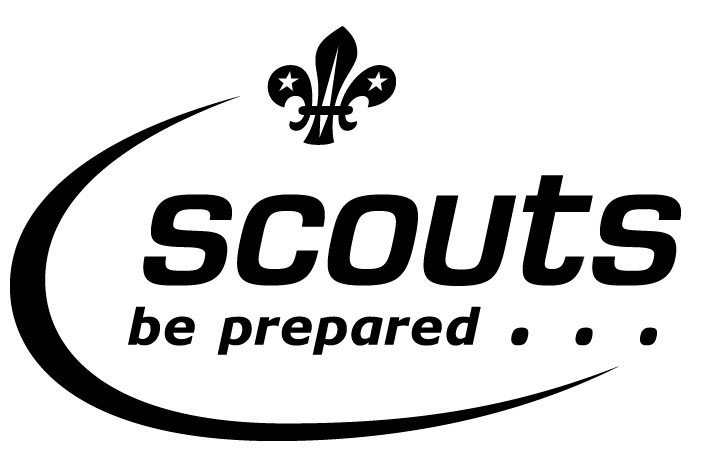 scouts
be prepared . . .